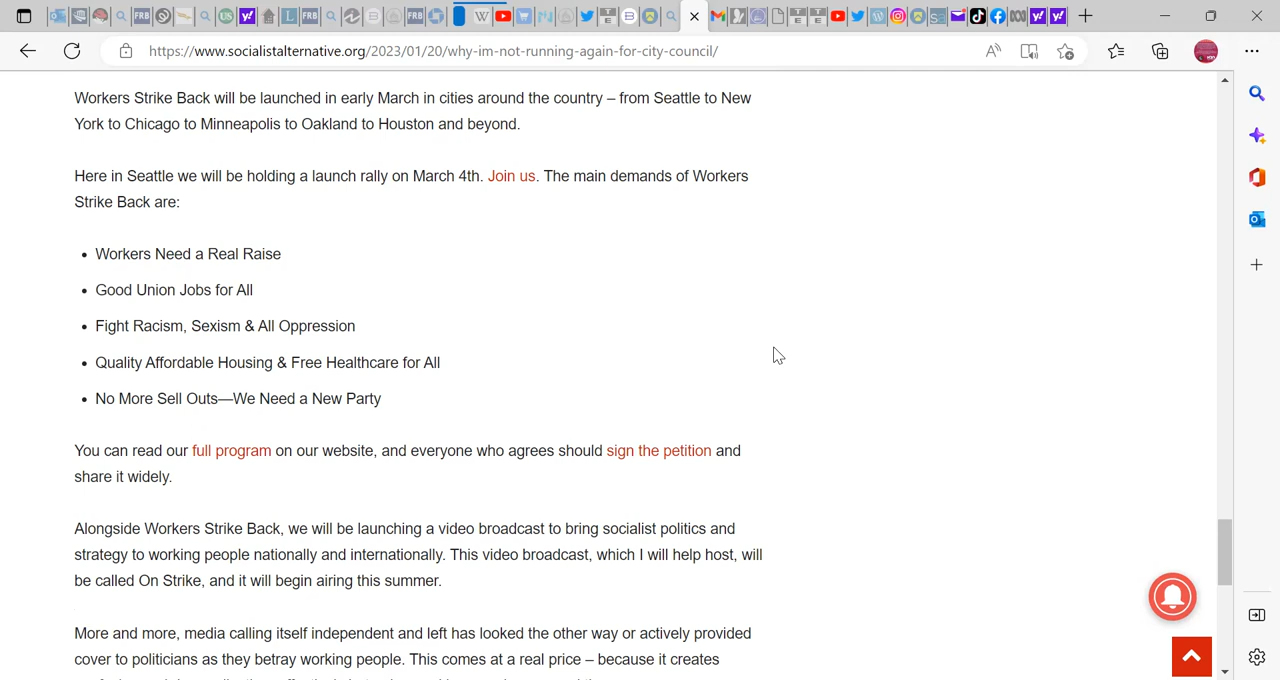 https://www.socialistalternative.org/2023/01/20/why-im-not-running-again-for-city-council/
Workers Strike Back will be launched in early March in cities around the country – from Seattle to New
York to Chicago to Minneapolis to Oakland to Houston and beyond.
Here in Seattle we will be holding a launch rally on March 4th. Join us. The main demands of Workers
Strike Back are:
• Workers Need a Real Raise
• Good Union Jobs for All
• Fight Racism, Sexism & All Oppression
• Quality Affordable Housing & Free Healthcare for All
• No More Sell Outs—We Need a New Party
You can read our full program on our website, and everyone who agrees should sign the petition and
share it widely.
Alongside Workers Strike Back, we will be launching a video broadcast to bring socialist politics and
strategy to working people nationally and internationally. This video broadcast, which I will help host, will
be called On Strike, and it will begin airing this summer.
More and more, media calling itself independent and left has looked the other way or actively provided
cover to politicians as they betray working people. This comes at a real price – because it creates